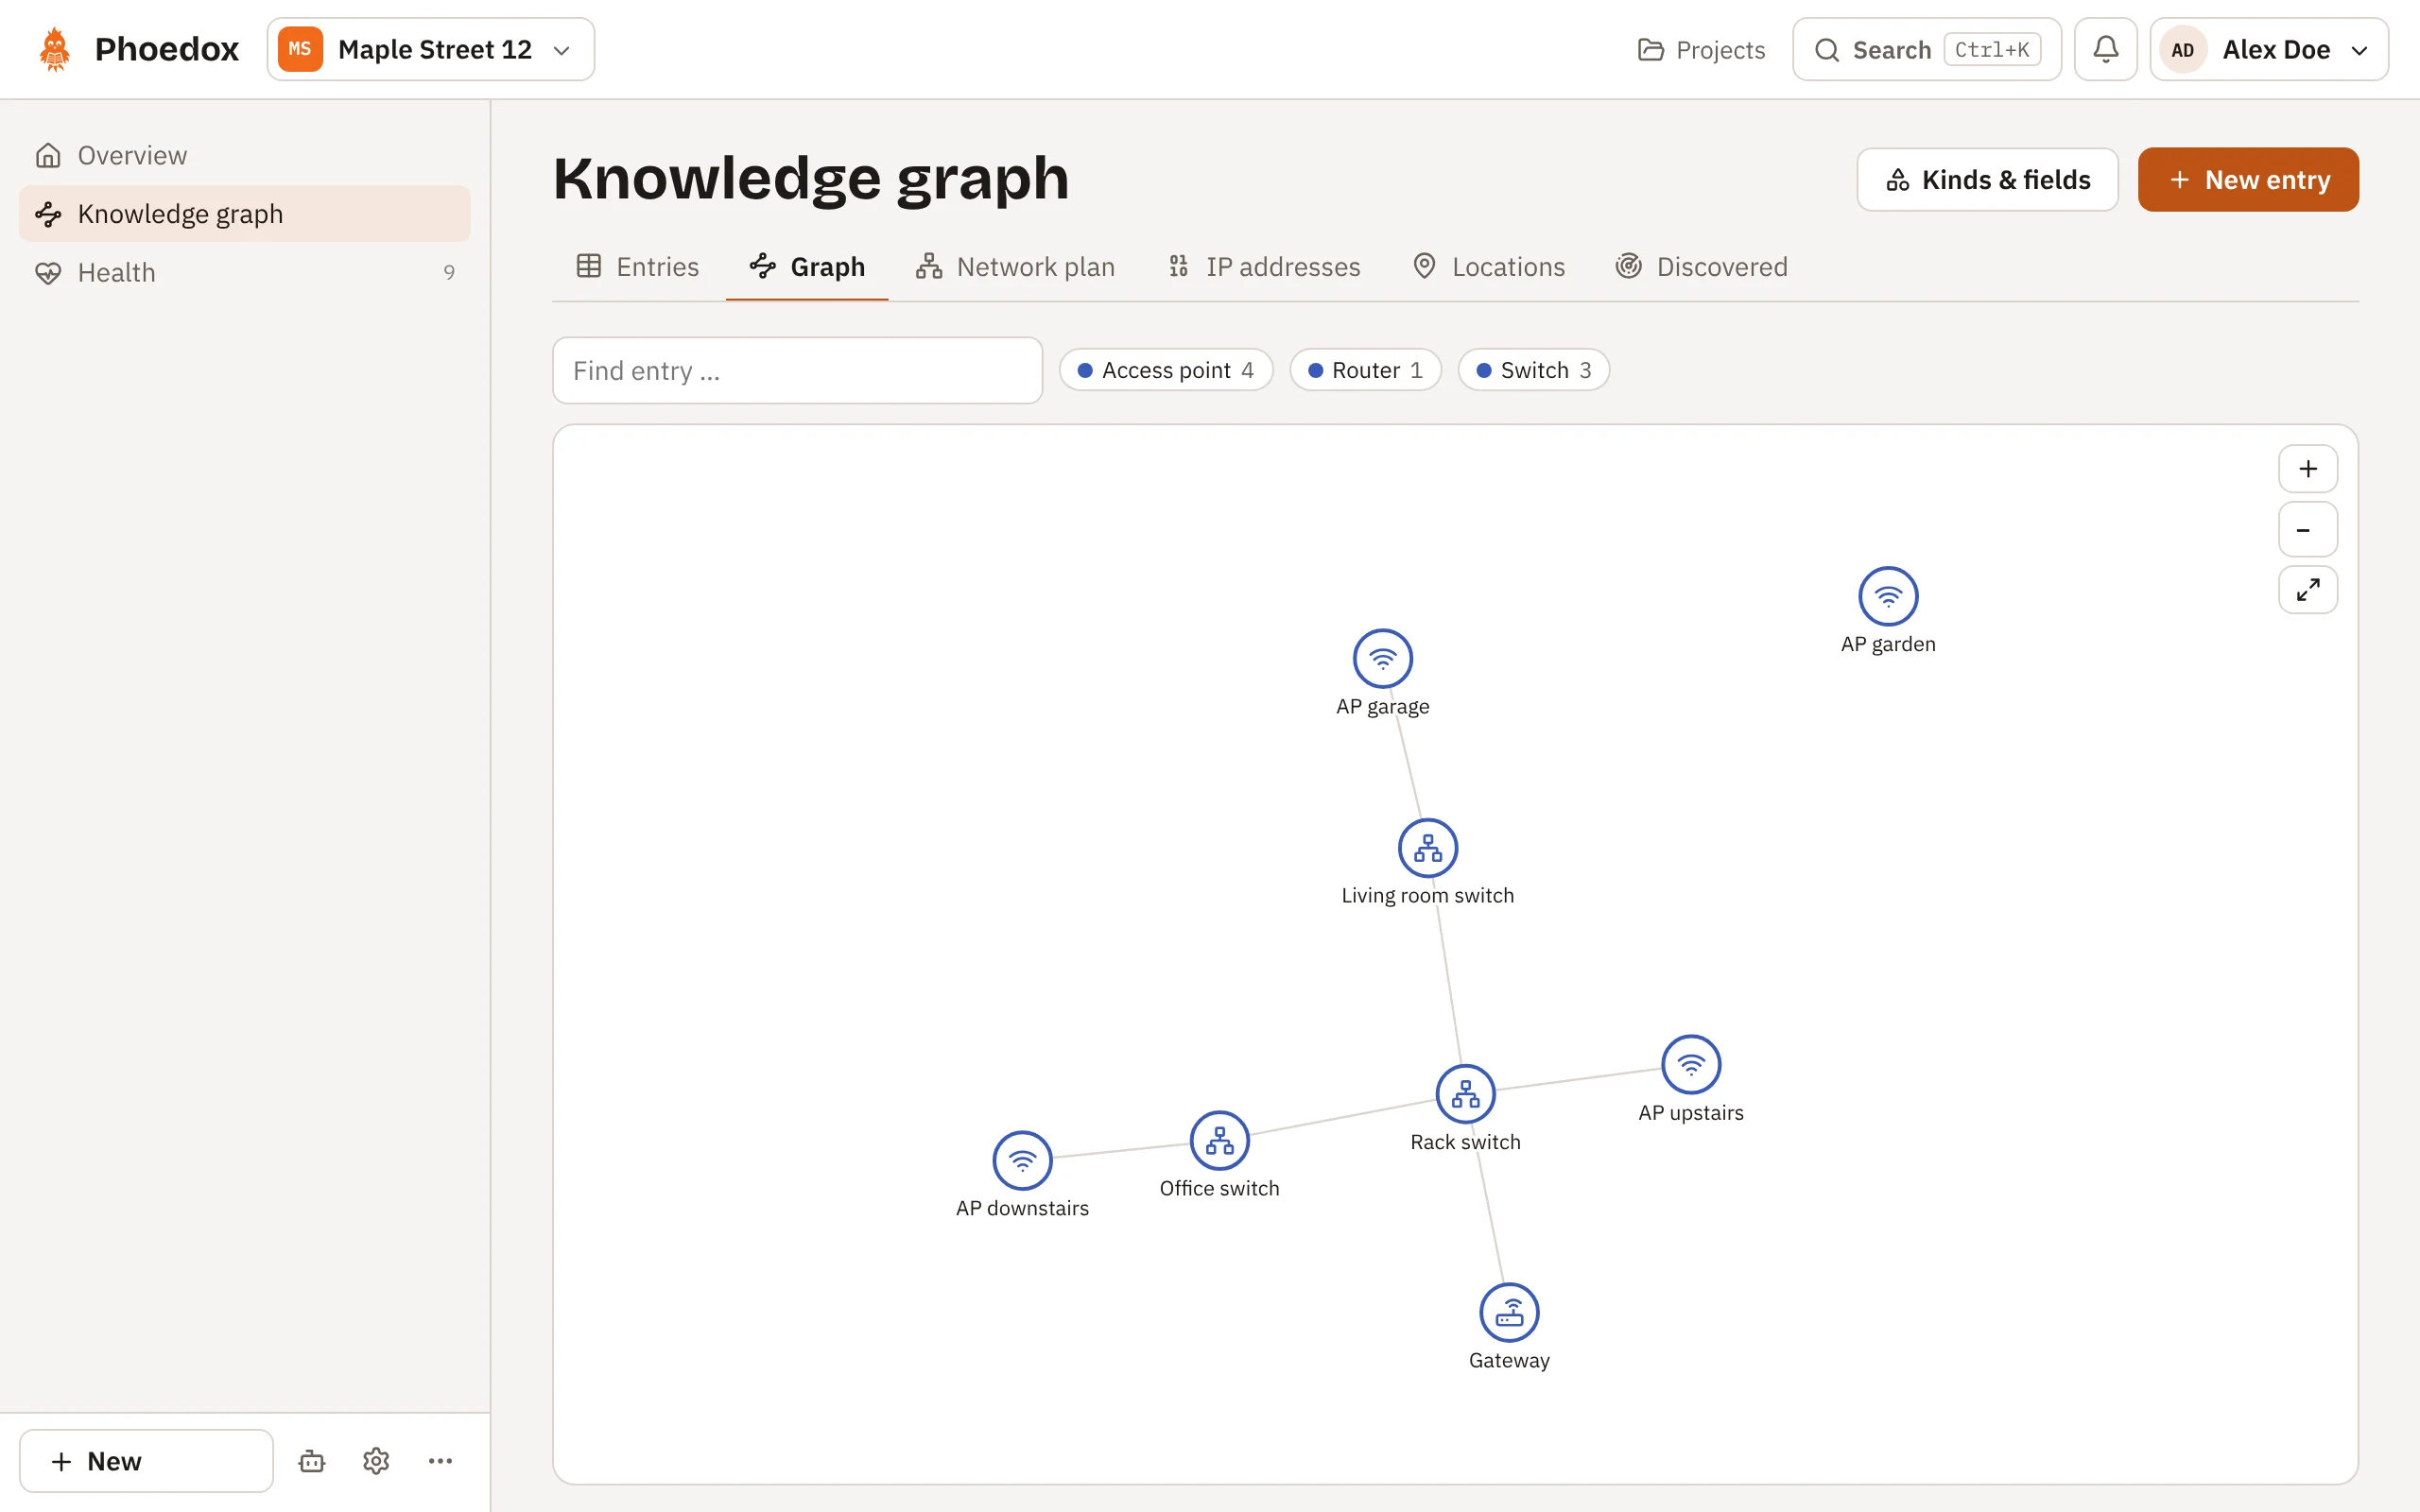 Phoedox
MS Maple Street 12
Projects
Search Ctrl+K
AD Alex Doe
Overview
Knowledge graph
Health 9
Knowledge graph
Kinds & fields
+ New entry
Entries
Graph
Network plan
IP addresses
Locations
Discovered
Find entry ...
Access point 4
Router 1
Switch 3
+
−
AP garden
AP garage
Living room switch
AP upstairs
Rack switch
Office switch
AP downstairs
Gateway
+ New